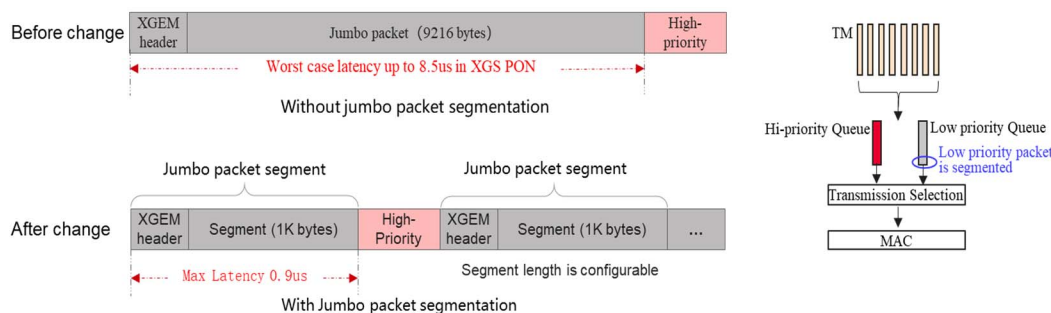 Before change
XGEM
header
Jumbo packet (9216 bytes)
High-
priority
Worst case latency up to 8.5us in XGS PON
Without jumbo packet segmentation
Jumbo packet segment
Jumbo packet segment
After change
XGEM
header
Segment (1K bytes)
High-
Priority
XGEM
header
Segment (1K bytes)
...
Max Latency 0.9us
Segment length is configurable
With Jumbo packet segmentation
TM
Hi-priority Queue
Low priority Queue
Low priority packet
is segmented
Transmission Selection
MAC